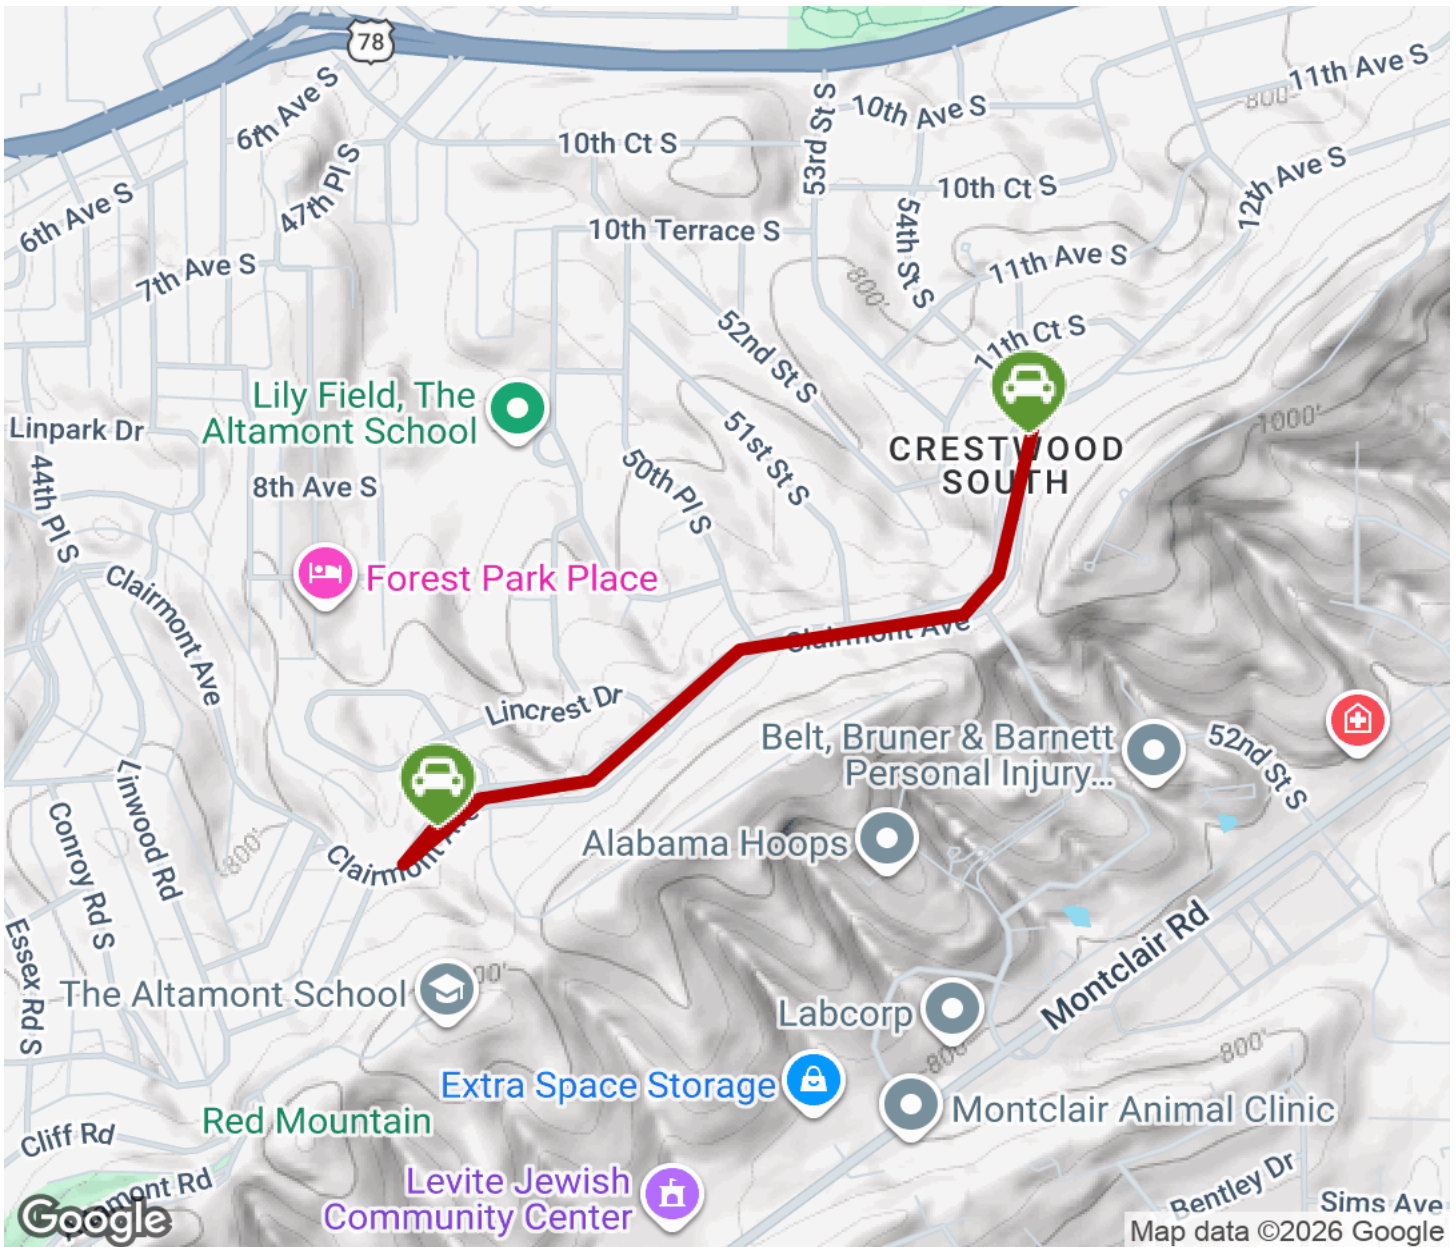 78
11th Ave S
800'
6th Ave S
10th Ave S
10th Ct S
53rd St S
12th Ave S
47th Pl S
10th Ct S
6th Ave S
54th St S
10th Terrace S
7th Ave S
11th Ave S
800'
52nd St S
11th Ct S
Lily Field, The
Altamont School
Linpark Dr
1000'
CRESTWOOD
SOUTH
51st St S
50th Pl S
44th Pl S
8th Ave S
Clairmont Ave
Forest Park Place
Clairmont Ave
Lincrest Dr
Belt, Bruner & Barnett
Personal Injury...
52nd St S
Linwood Rd
Conroy Rd S
800'
Clairmont Ave
Alabama Hoops
Essex Rd S
The Altamont School
Montclair Rd
Labcorp
800'
800'
Extra Space Storage
Red Mountain
Montclair Animal Clinic
Cliff Rd
Levite Jewish
Community Center
Bentley Dr
Sims Ave
Google
Map data ©2026 Google